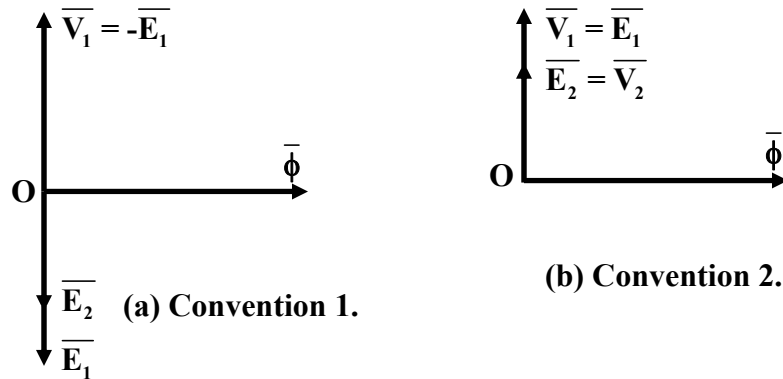 V₁ = -E₁
ϕ
O
E₂
E₁
(a) Convention 1.
V₁ = E₁
E₂ = V₂
ϕ
O
(b) Convention 2.